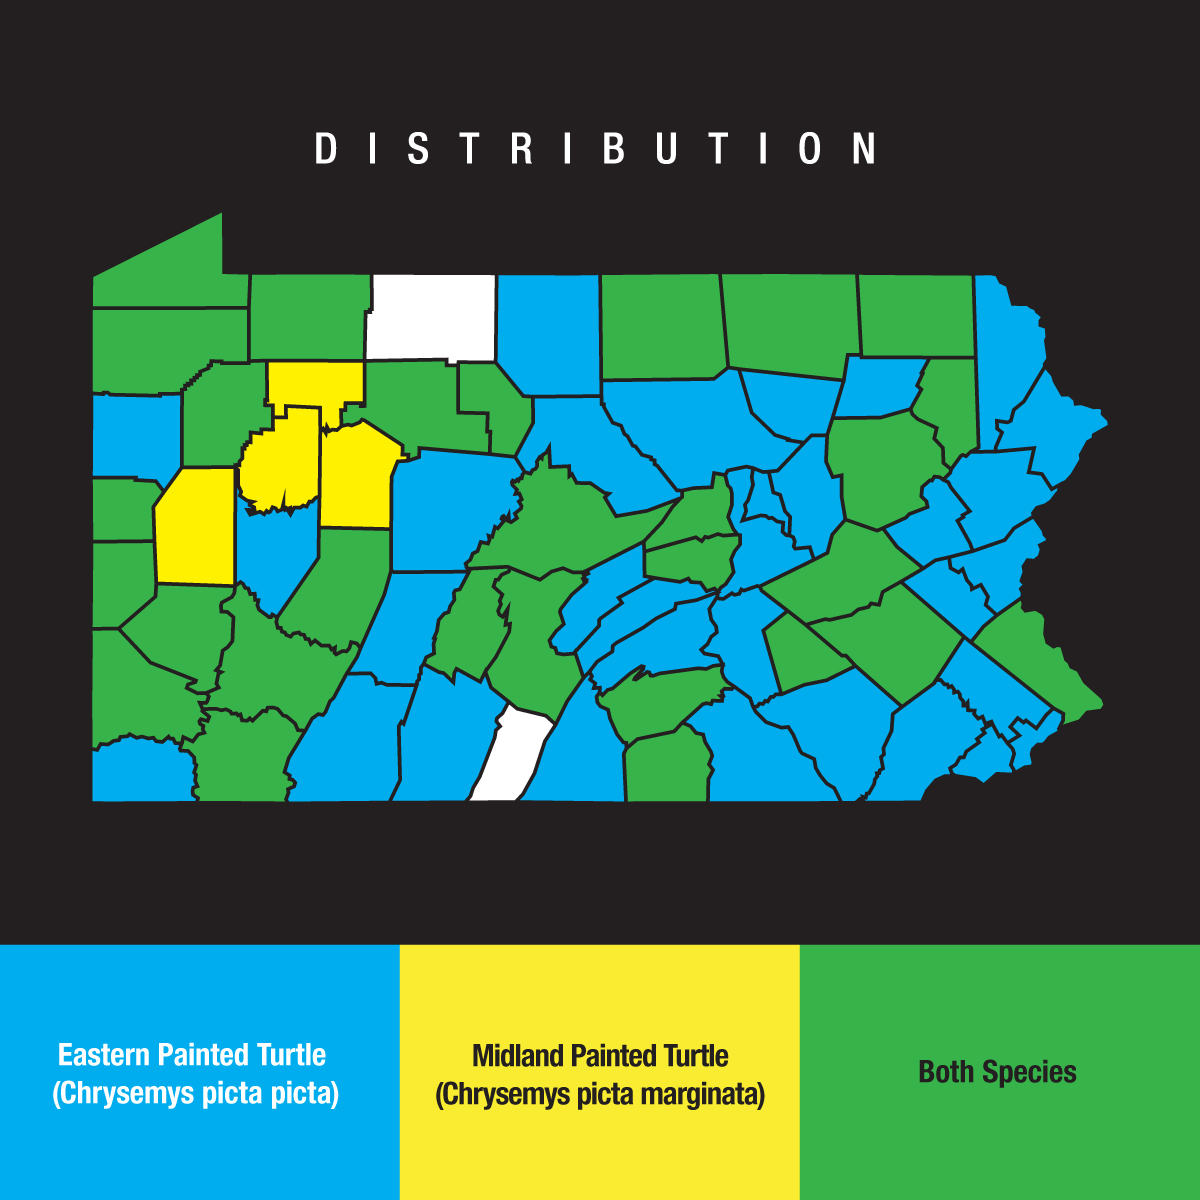 DISTRIBUTION
Eastern Painted Turtle
(Chrysemys picta picta)
Midland Painted Turtle
(Chrysemys picta marginata)
Both Species